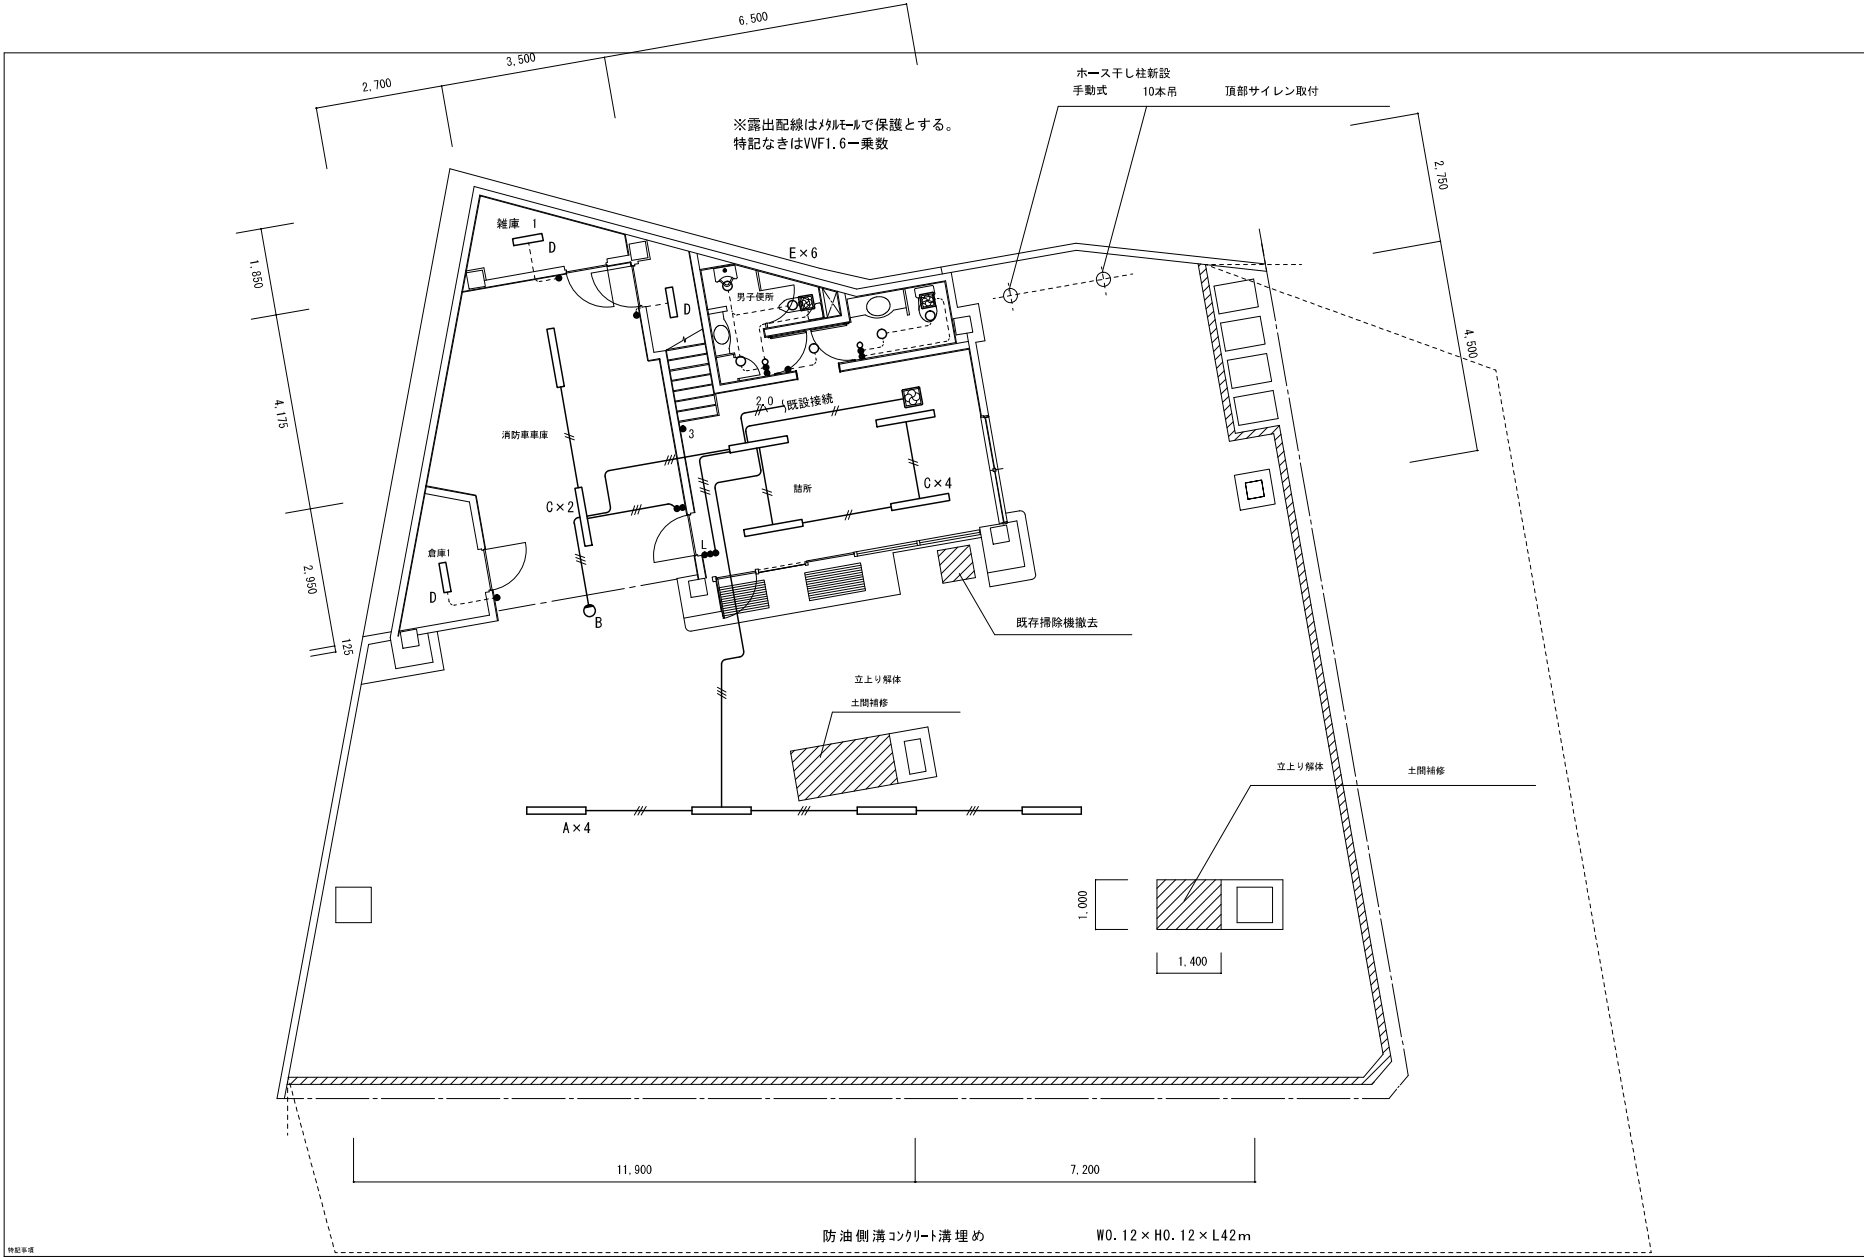 6,500
3,500
2,700
ホース干し柱新設
手動式 10本吊 頂部サイレン取付
※露出配線はメタルモールで保護とする。
特記なきはVVF1.6ー乗数
2,750
4,500
1,850
4,175
2,950
125
雑庫 1
D
D
E×6
男子便所
消防車車庫
2.0
既設接続
3
C×2
詰所
C×4
倉庫1
D
L
B
既存掃除機撤去
立上り解体
土間補修
立上り解体 土間補修
A×4
1,000
1,400
11,900
7,200
防油側溝コンクリート溝埋め W0.12×H0.12×L42m
特記事項